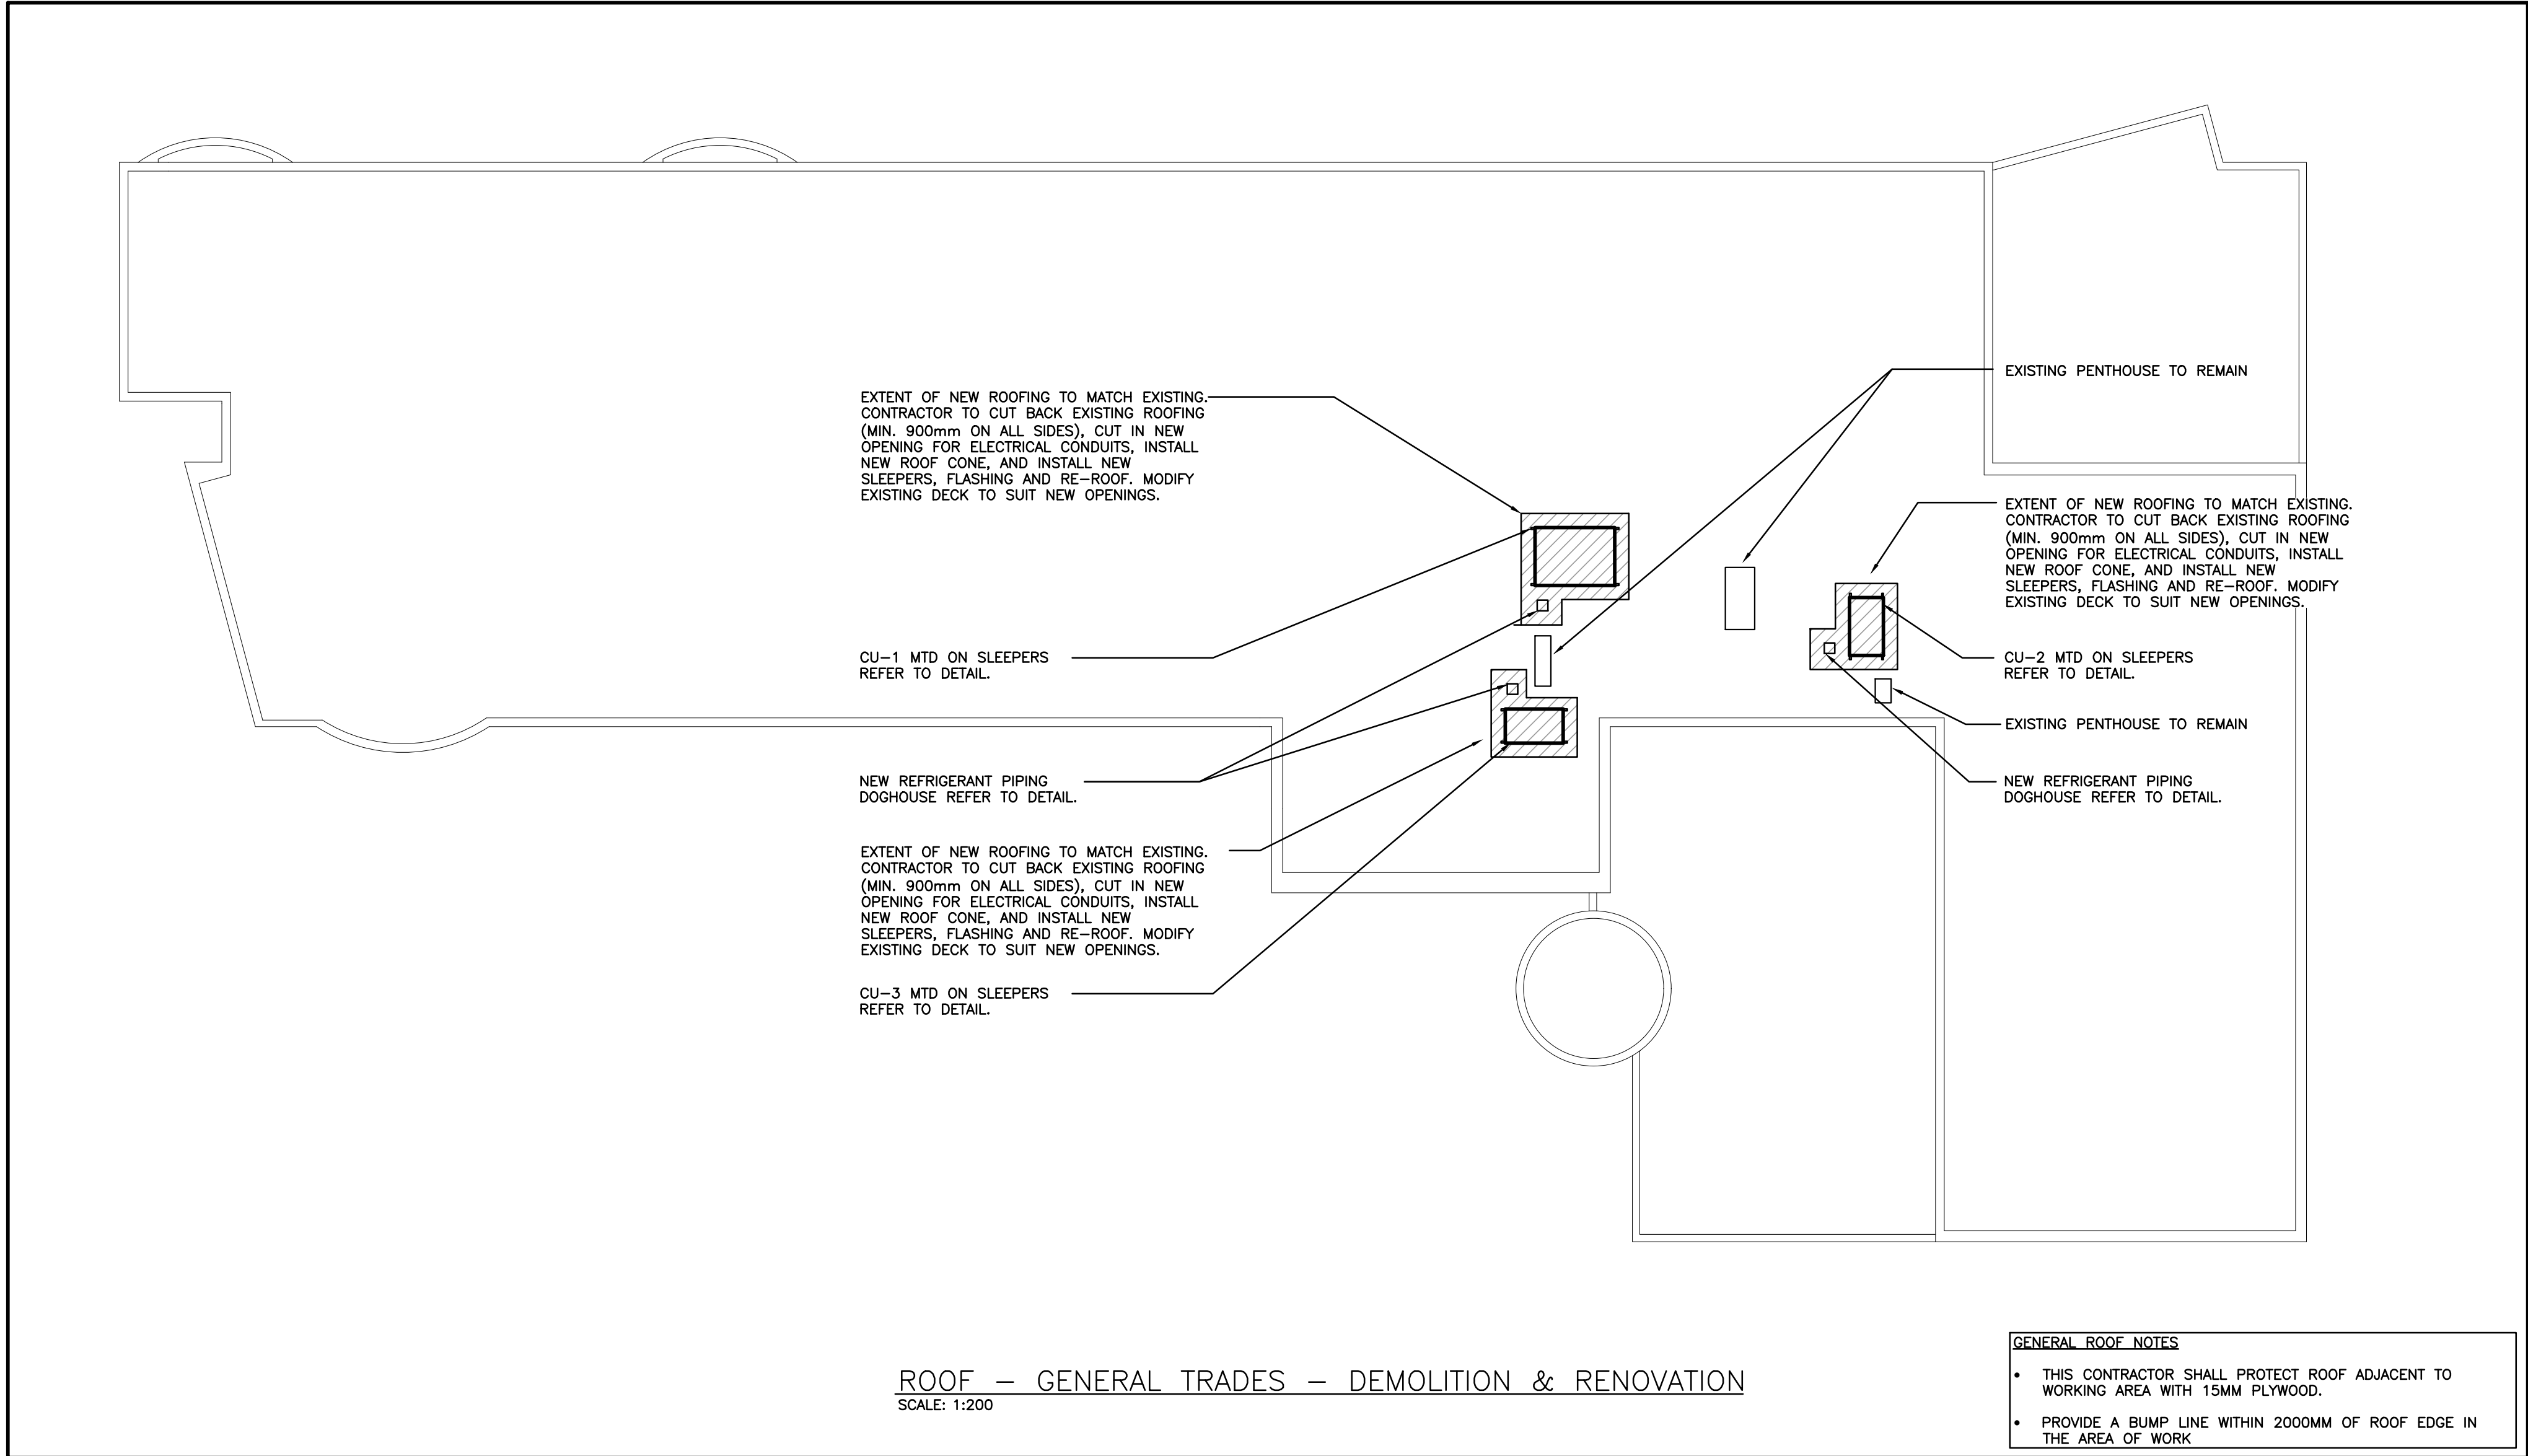 EXISTING PENTHOUSE TO REMAIN
EXTENT OF NEW ROOFING TO MATCH EXISTING.
CONTRACTOR TO CUT BACK EXISTING ROOFING
(MIN. 900mm ON ALL SIDES), CUT IN NEW
OPENING FOR ELECTRICAL CONDUITS, INSTALL
NEW ROOF CONE, AND INSTALL NEW
SLEEPERS, FLASHING AND RE-ROOF. MODIFY
EXISTING DECK TO SUIT NEW OPENINGS.
EXTENT OF NEW ROOFING TO MATCH EXISTING.
CONTRACTOR TO CUT BACK EXISTING ROOFING
(MIN. 900mm ON ALL SIDES), CUT IN NEW
OPENING FOR ELECTRICAL CONDUITS, INSTALL
NEW ROOF CONE, AND INSTALL NEW
SLEEPERS, FLASHING AND RE-ROOF. MODIFY
EXISTING DECK TO SUIT NEW OPENINGS.
CU-1 MTD ON SLEEPERS
REFER TO DETAIL.
CU-2 MTD ON SLEEPERS
REFER TO DETAIL.
EXISTING PENTHOUSE TO REMAIN
NEW REFRIGERANT PIPING
DOGHOUSE REFER TO DETAIL.
NEW REFRIGERANT PIPING
DOGHOUSE REFER TO DETAIL.
EXTENT OF NEW ROOFING TO MATCH EXISTING.
CONTRACTOR TO CUT BACK EXISTING ROOFING
(MIN. 900mm ON ALL SIDES), CUT IN NEW
OPENING FOR ELECTRICAL CONDUITS, INSTALL
NEW ROOF CONE, AND INSTALL NEW
SLEEPERS, FLASHING AND RE-ROOF. MODIFY
EXISTING DECK TO SUIT NEW OPENINGS.
CU-3 MTD ON SLEEPERS
REFER TO DETAIL.
ROOF - GENERAL TRADES - DEMOLITION & RENOVATION
SCALE: 1:200
GENERAL ROOF NOTES
• THIS CONTRACTOR SHALL PROTECT ROOF ADJACENT TO
WORKING AREA WITH 15MM PLYWOOD.
• PROVIDE A BUMP LINE WITHIN 2000MM OF ROOF EDGE IN
THE AREA OF WORK